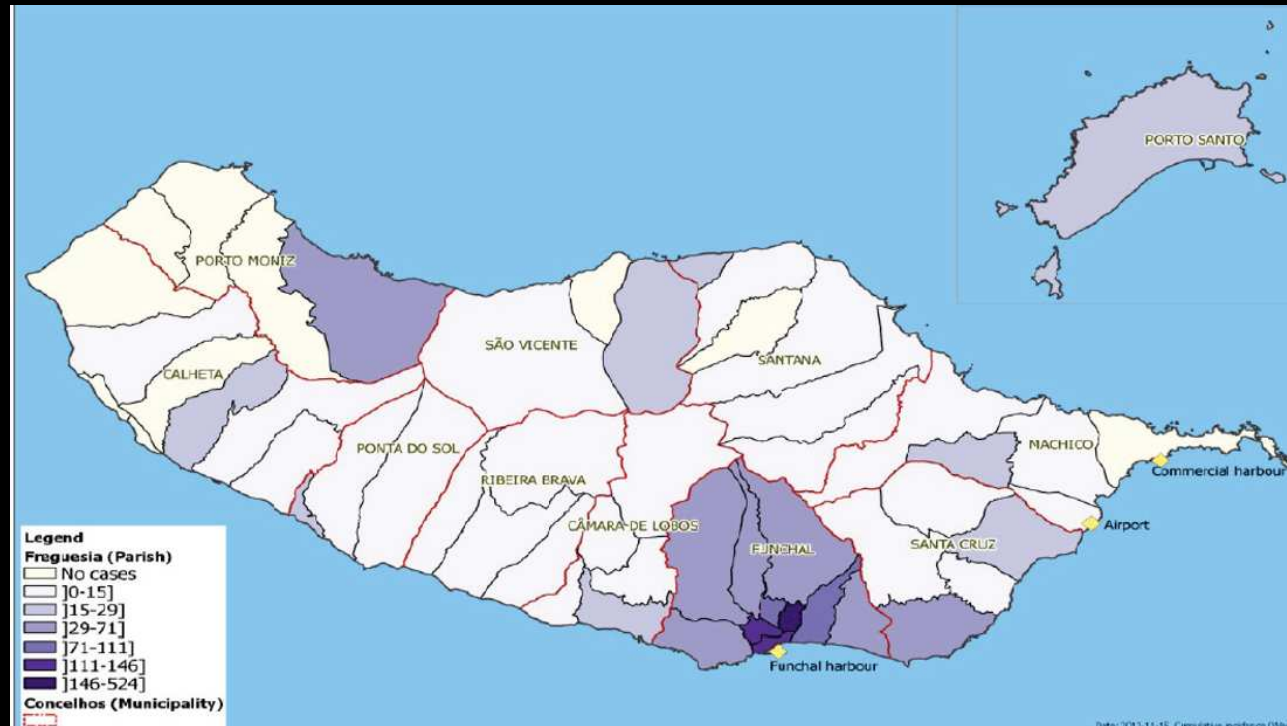 PORTO SANTO
PORTO MONIZ
SÃO VICENTE
SANTANA
CALHETA
PONTA DO SOL
MACHICO
Commercial harbour
RIBEIRA BRAVA
CÂMARA DE LOBOS
Airport
FUNCHAL
SANTA CRUZ
Funchal harbour
Legend
Freguesia (Parish)
No cases
]0-15]
]15-29]
]29-71]
]71-111]
]111-146]
]146-524]
Concelhos (Municipality)